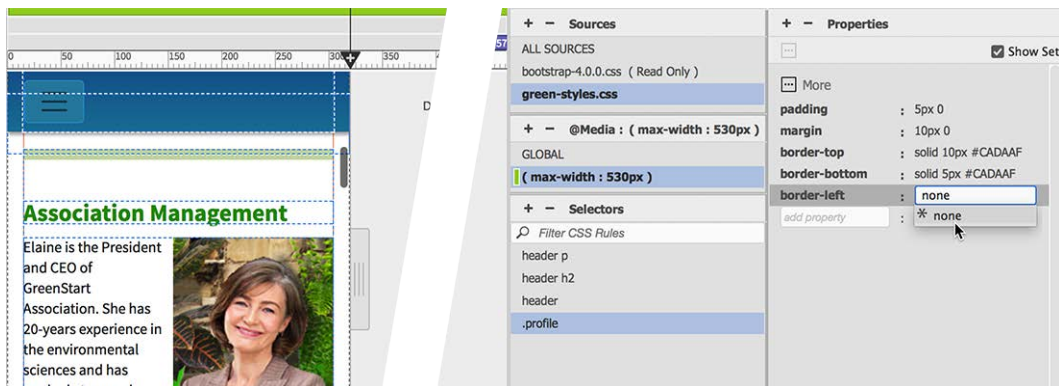 0 50 100 150 200 250 300 350
D
Association Management
Elaine is the President
and CEO of
GreenStart
Association. She has
20-years experience in
the environmental
sciences and has
ST
+ − Sources
ALL SOURCES
bootstrap-4.0.0.css ( Read Only )
green-styles.css
+ − @Media : ( max-width : 530px )
GLOBAL
( max-width : 530px )
+ − Selectors
Filter CSS Rules
header p
header h2
header
.profile
+ − Properties
Show Set
More
padding : 5px 0
margin : 10px 0
border-top : solid 10px #CADAAF
border-bottom : solid 5px #CADAAF
border-left : none
add property : * none